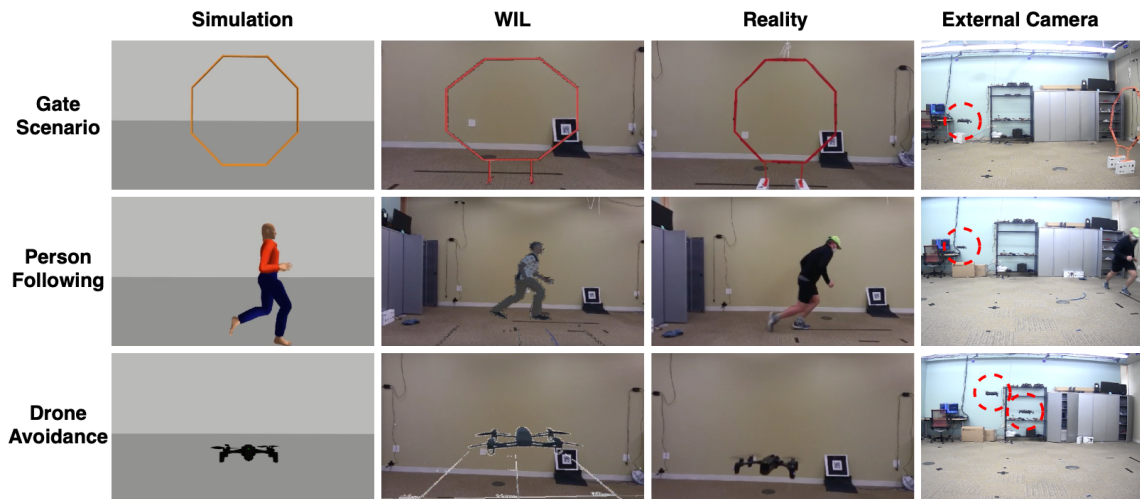 Simulation
WIL
Reality
External Camera
Gate
Scenario
Person
Following
Drone
Avoidance